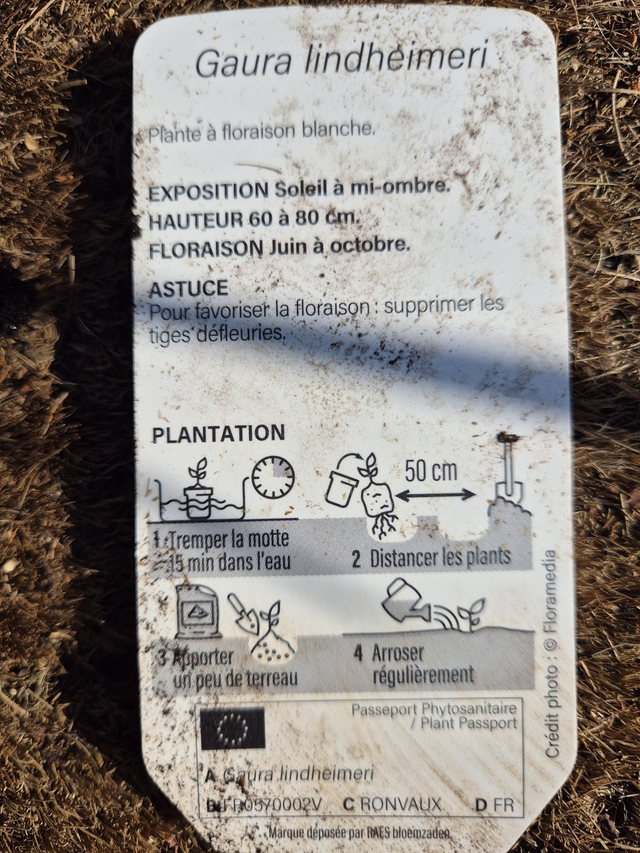 Gaura lindheimeri
Plante à floraison blanche.
EXPOSITION Soleil à mi-ombre.
HAUTEUR 60 à 80 cm.
FLORAISON Juin à octobre.
ASTUCE
Pour favoriser la floraison : supprimer les
tiges défleuries.
PLANTATION
50 cm
1 Tremper la motte
15 min dans l'eau
2 Distancer les plants
3 Apporter
un peu de terreau
4 Arroser
régulièrement
Crédit photo : © Floramedia
Passeport Phytosanitaire
/ Plant Passport
A Gaura lindheimeri
B FR0570002V C RONVAUX D FR
Marque déposée par RAES bloemzaden.